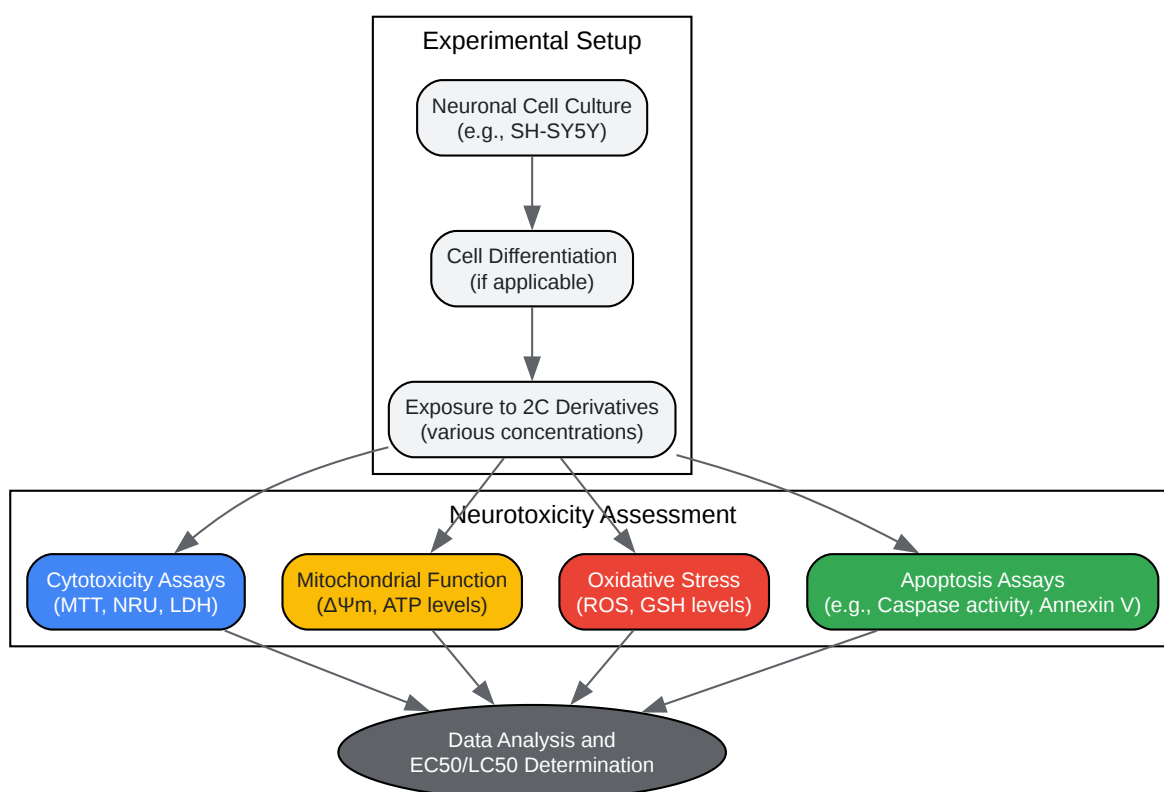 Experimental Setup
Neuronal Cell Culture
(e.g., SH-SY5Y)
Cell Differentiation
(if applicable)
Exposure to 2C Derivatives
(various concentrations)
Neurotoxicity Assessment
Cytotoxicity Assays
(MTT, NRU, LDH)
Mitochondrial Function
(ΔΨm, ATP levels)
Oxidative Stress
(ROS, GSH levels)
Apoptosis Assays
(e.g., Caspase activity, Annexin V)
Data Analysis and
EC50/LC50 Determination